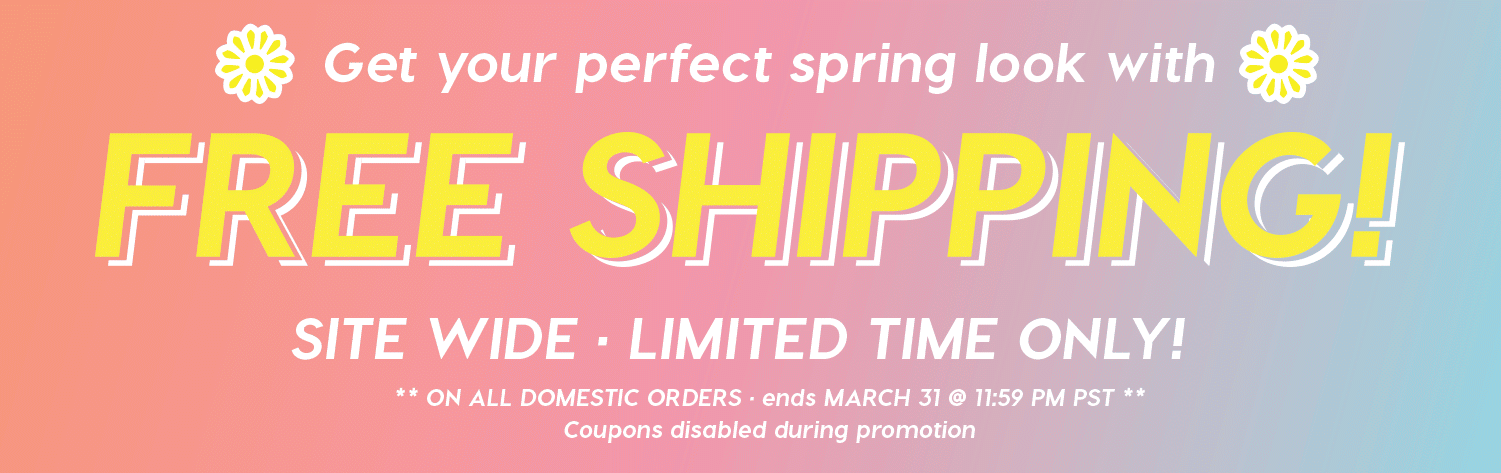 Get your perfect spring look with
FREE SHIPPING!
SITE WIDE · LIMITED TIME ONLY!
** ON ALL DOMESTIC ORDERS · ends MARCH 31 @ 11:59 PM PST **
Coupons disabled during promotion